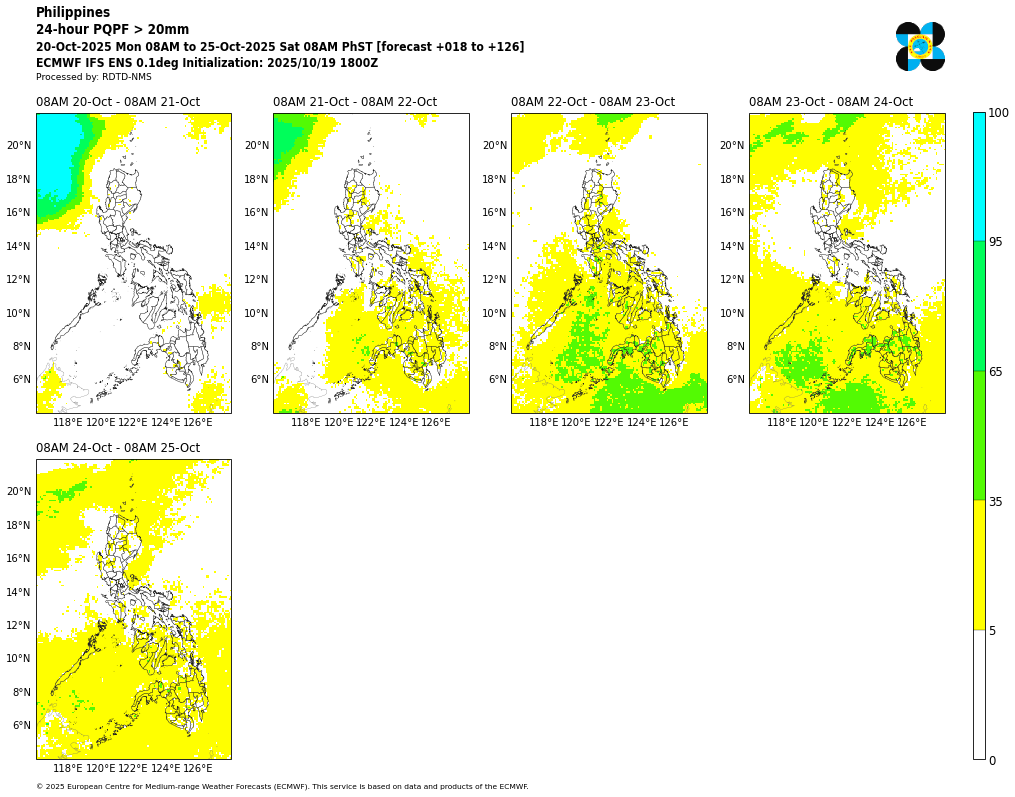 Philippines
24-hour PQPF > 20mm
20-Oct-2025 Mon 08AM to 25-Oct-2025 Sat 08AM PhST [forecast +018 to +126]
ECMWF IFS ENS 0.1deg Initialization: 2025/10/19 1800Z
Processed by: RDTD-NMS
08AM 20-Oct - 08AM 21-Oct
08AM 21-Oct - 08AM 22-Oct
08AM 22-Oct - 08AM 23-Oct
08AM 23-Oct - 08AM 24-Oct
20°N 20°N 20°N 20°N
18°N 18°N 18°N 18°N
16°N 16°N 16°N 16°N
14°N 14°N 14°N 14°N
12°N 12°N 12°N 12°N
10°N 10°N 10°N 10°N
8°N 8°N 8°N 8°N
6°N 6°N 6°N 6°N
118°E 120°E 122°E 124°E 126°E 118°E 120°E 122°E 124°E 126°E 118°E 120°E 122°E 124°E 126°E 118°E 120°E 122°E 124°E 126°E
08AM 24-Oct - 08AM 25-Oct
20°N
18°N
16°N
14°N
12°N
10°N
8°N
6°N
118°E 120°E 122°E 124°E 126°E
100
95
65
35
5
0
© 2025 European Centre for Medium-range Weather Forecasts (ECMWF). This service is based on data and products of the ECMWF.